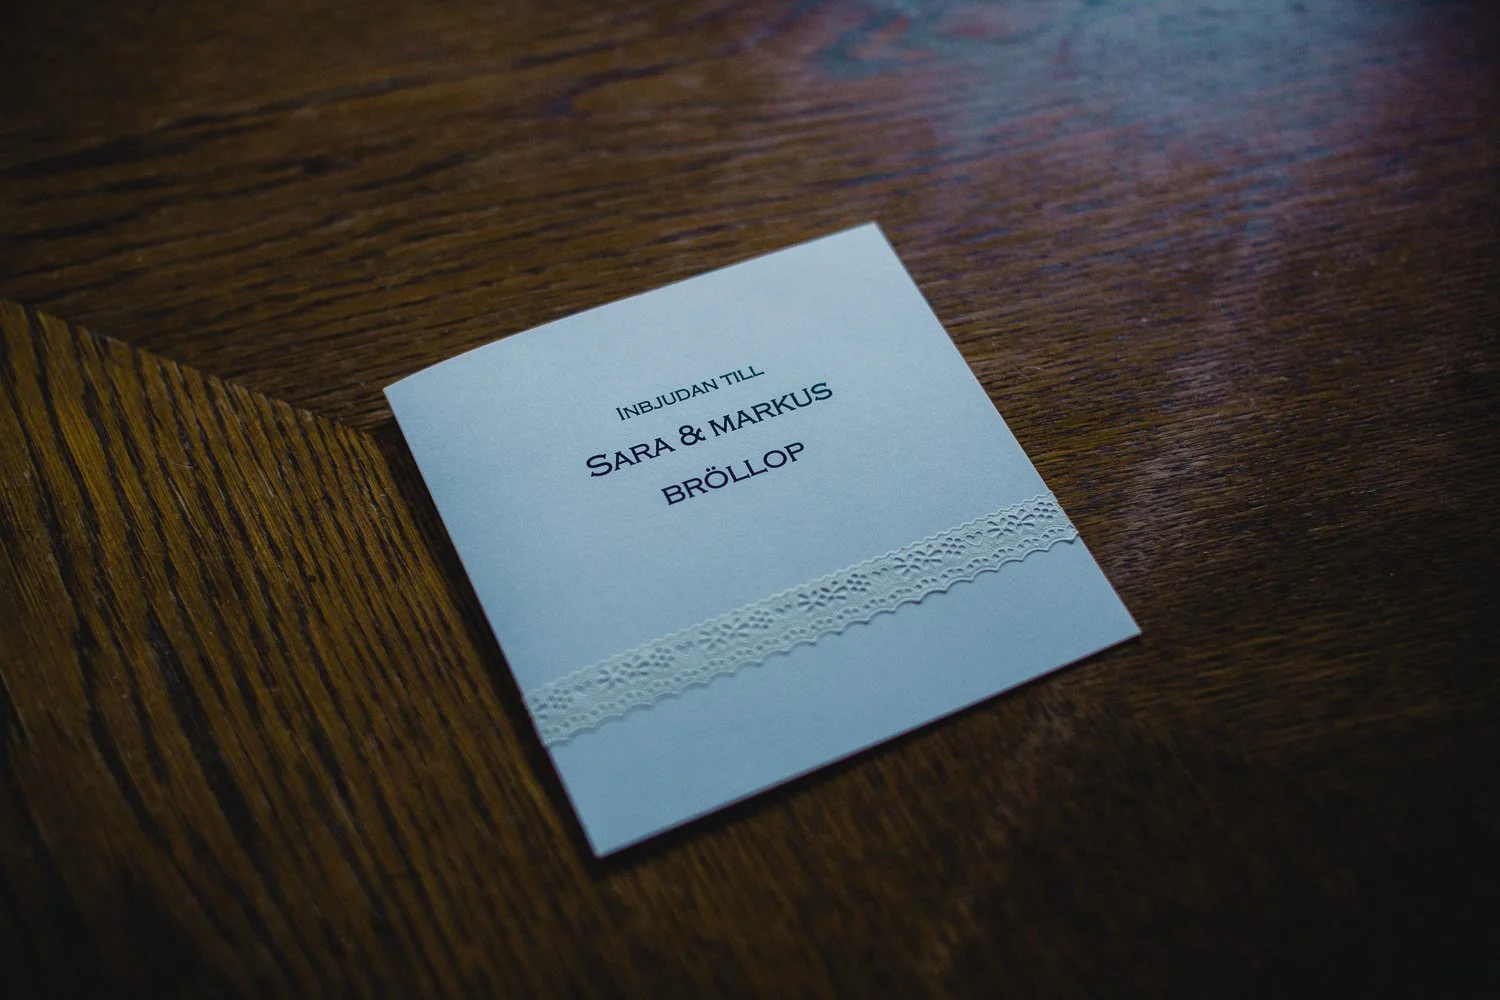 Inbjudan till
Sara & Markus
bröllop